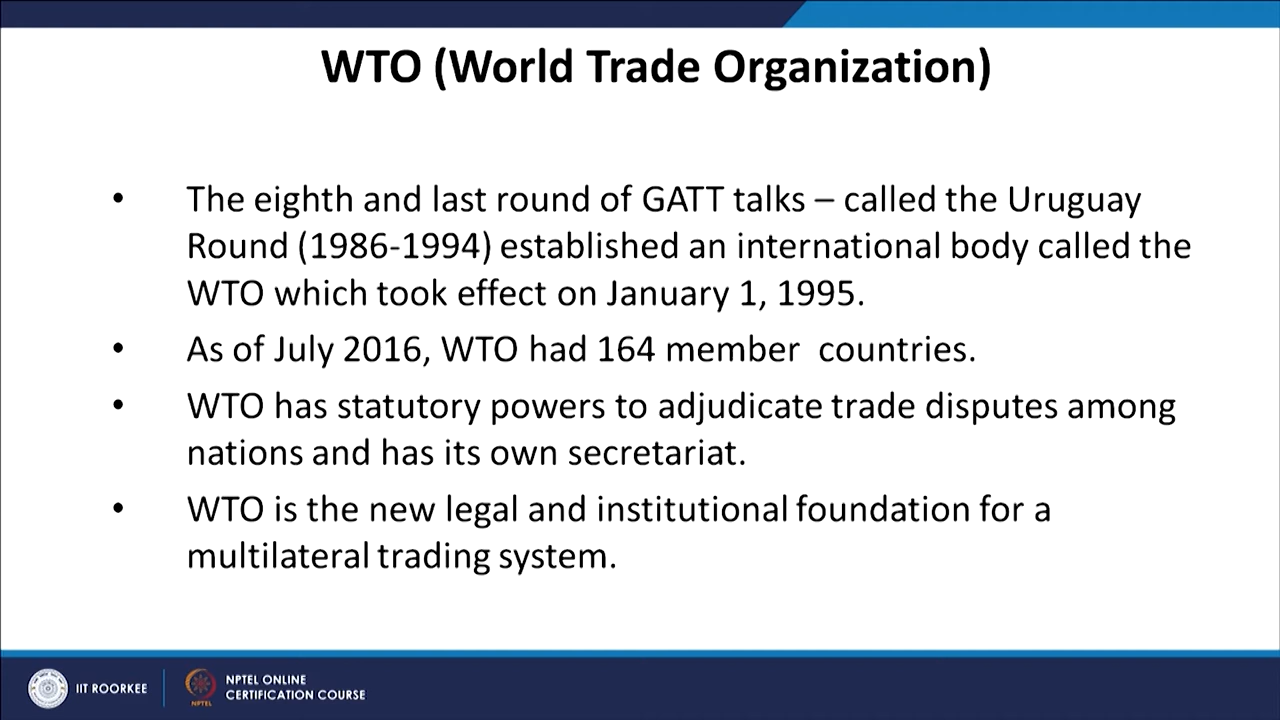 WTO (World Trade Organization)
• The eighth and last round of GATT talks – called the Uruguay
Round (1986-1994) established an international body called the
WTO which took effect on January 1, 1995.
• As of July 2016, WTO had 164 member  countries.
• WTO has statutory powers to adjudicate trade disputes among
nations and has its own secretariat.
• WTO is the new legal and institutional foundation for a
multilateral trading system.
IIT ROORKEE
NPTEL
NPTEL ONLINE
CERTIFICATION COURSE